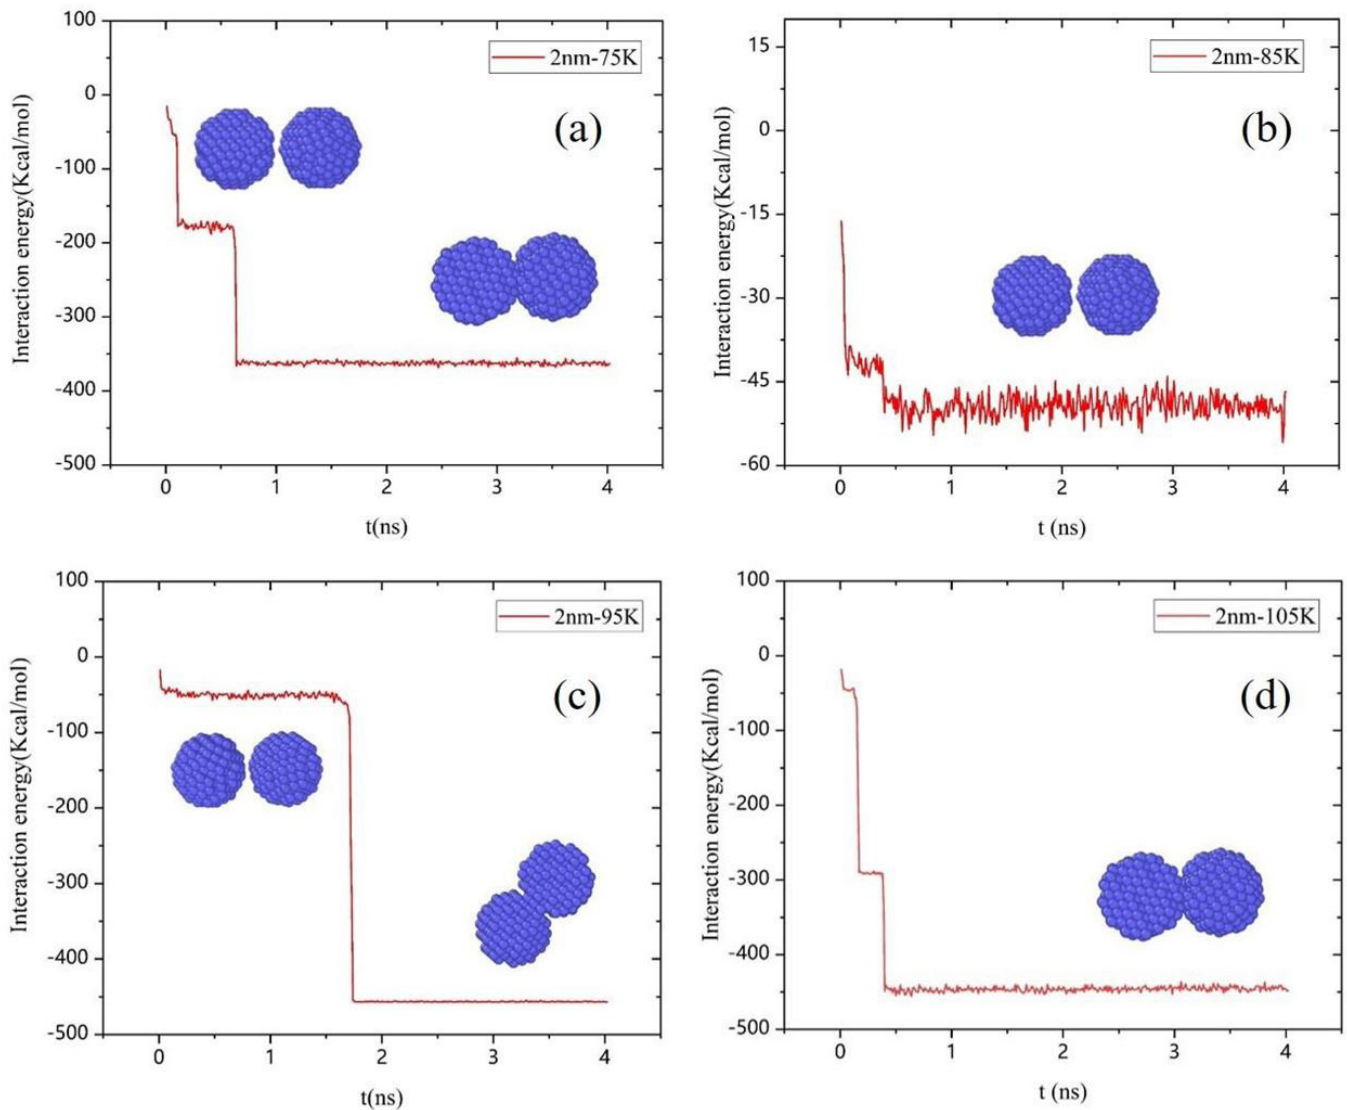 100
0
-100
-200
-300
-400
-500
Interaction energy(Kcal/mol)
2nm-75K
(a)
0 1 2 3 4
t(ns)
15
0
-15
-30
-45
-60
Interaction energy(Kcal/mol)
2nm-85K
(b)
0 1 2 3 4
t (ns)
100
0
-100
-200
-300
-400
-500
Interaction energy(Kcal/mol)
2nm-95K
(c)
0 1 2 3 4
t(ns)
100
0
-100
-200
-300
-400
-500
Interaction energy(Kcal/mol)
2nm-105K
(d)
0 1 2 3 4
t (ns)